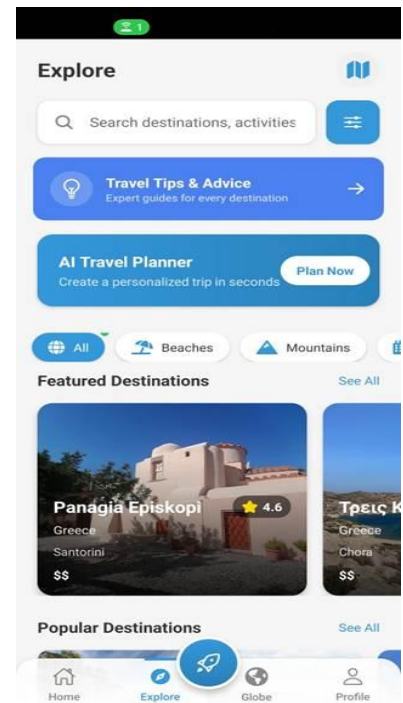 1
Explore
Search destinations, activities
Travel Tips & Advice
Expert guides for every destination
AI Travel Planner
Create a personalized trip in seconds
Plan Now
All
Beaches
Mountains
Featured Destinations
See All
Panagia Episkopi
4.6
Greece
Santorini
$$
Τρεις Κ
Greece
Chora
$$
Popular Destinations
See All
Home
Explore
Globe
Profile